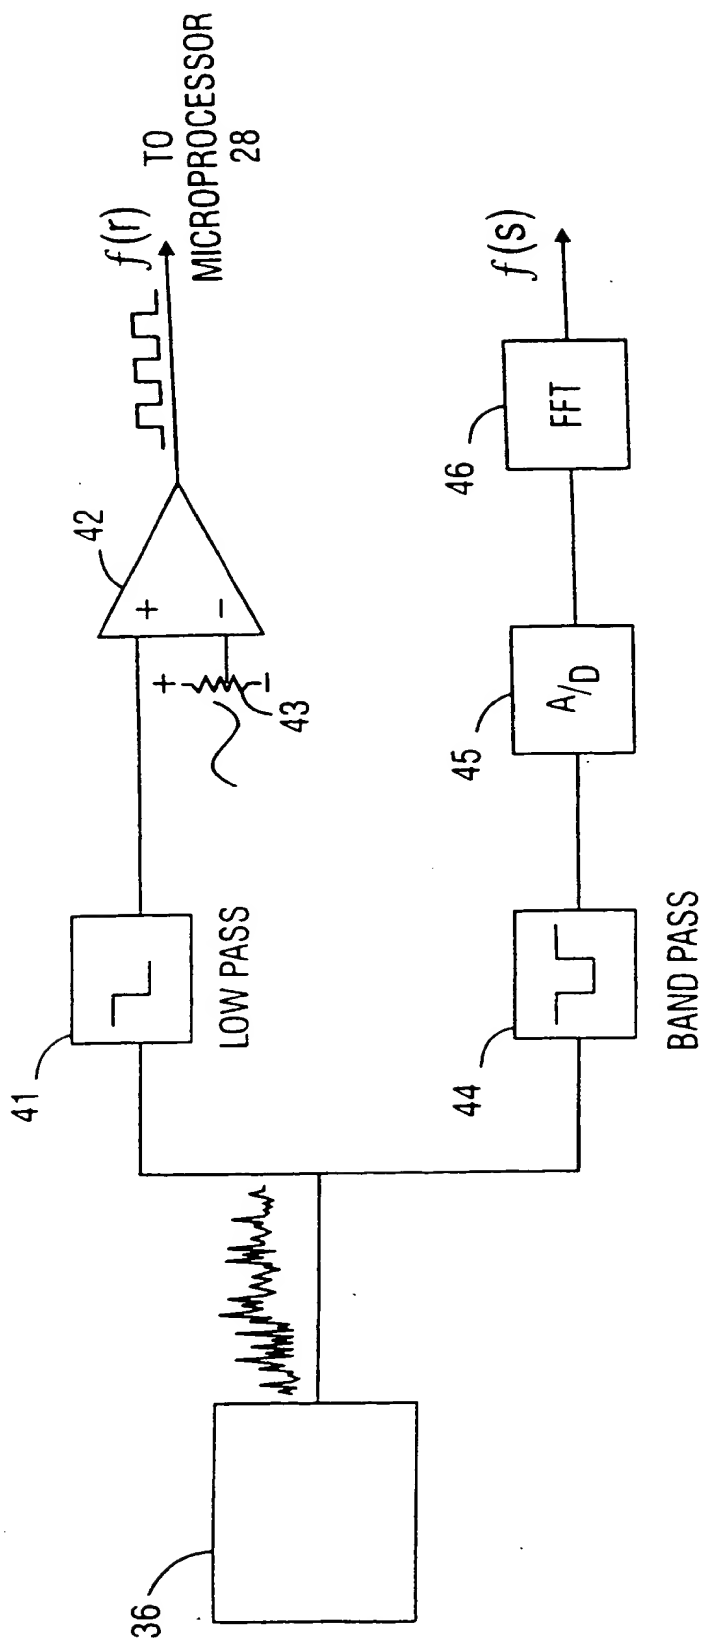 36
41
LOW PASS
42
+
−
+
−
43
f(r)
TO
MICROPROCESSOR
28
44
BAND PASS
45
A/D
46
FFT
f(s)